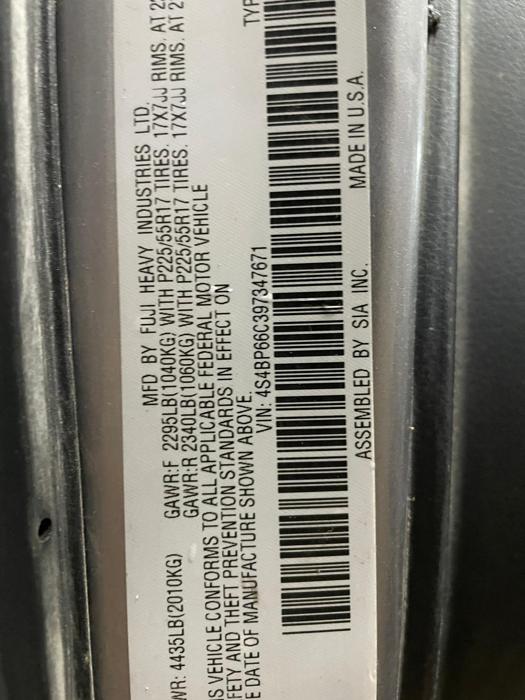 MFD BY FUJI HEAVY INDUSTRIES LTD.
WR: 4435LB(2010KG) GAWR:F 2295LB(1040KG) WITH P225/55R17 TIRES. 17X7JJ RIMS. AT
GAWR:R 2340LB(1060KG) WITH P225/55R17 TIRES. 17X7JJ RIMS. AT
S VEHICLE CONFORMS TO ALL APPLICABLE FEDERAL MOTOR VEHICLE
FETY AND THEFT PREVENTION STANDARDS IN EFFECT ON
E DATE OF MANUFACTURE SHOWN ABOVE.
VIN: 4S4BP66C397347671 TYP
ASSEMBLED BY SIA INC. MADE IN U.S.A.